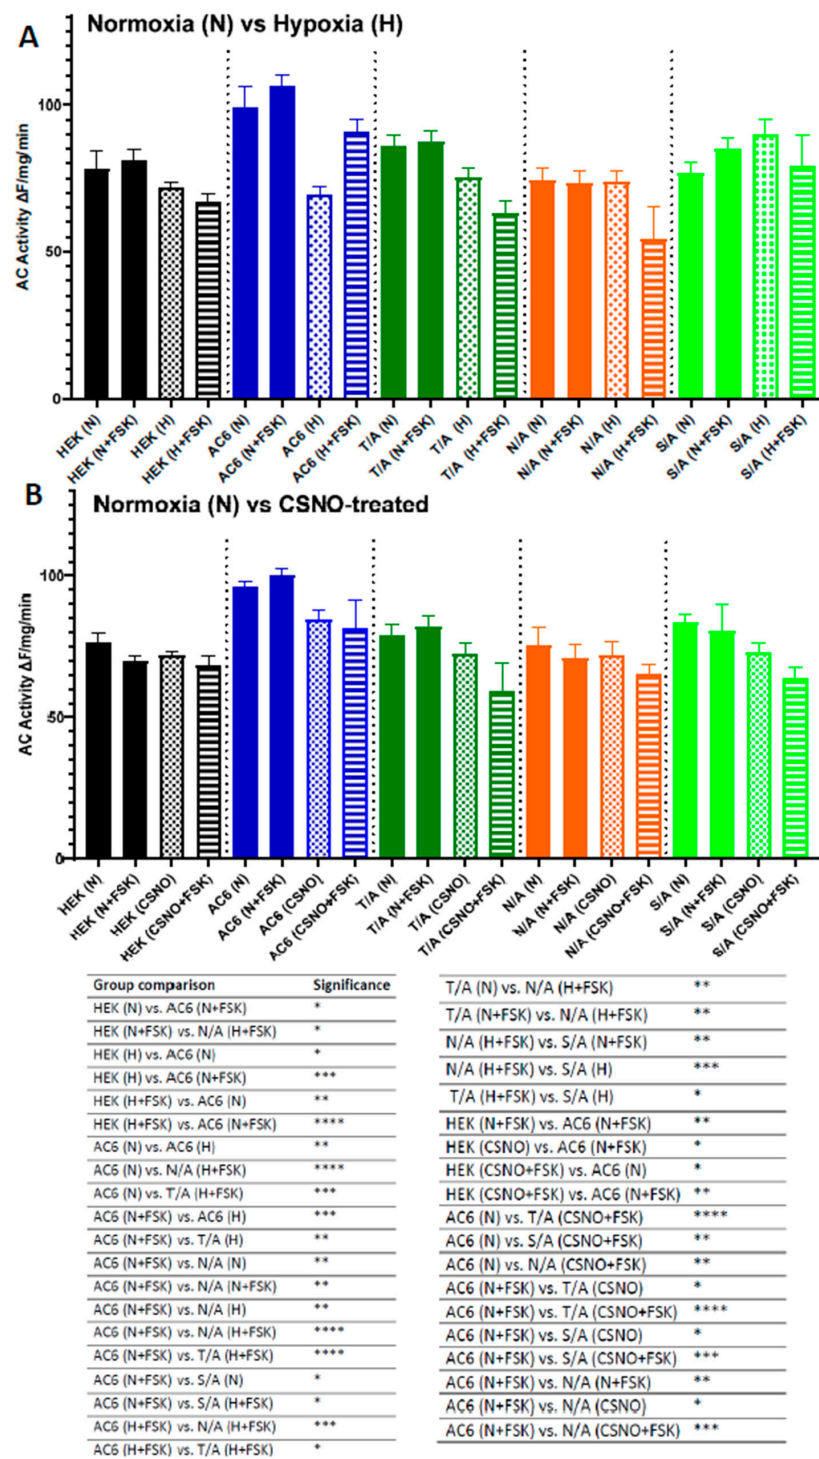 A
Normoxia (N) vs Hypoxia (H)
AC Activity ΔF/mg/min
100
50
0
HEK (N)
HEK (N+FSK)
HEK (H)
HEK (H+FSK)
AC6 (N)
AC6 (N+FSK)
AC6 (H)
AC6 (H+FSK)
T/A (N)
T/A (N+FSK)
T/A (H)
T/A (H+FSK)
N/A (N)
N/A (N+FSK)
N/A (H)
N/A (H+FSK)
S/A (N)
S/A (N+FSK)
S/A (H)
S/A (H+FSK)
B
Normoxia (N) vs CSNO-treated
AC Activity ΔF/mg/min
100
50
0
HEK (N)
HEK (N+FSK)
HEK (CSNO)
HEK (CSNO+FSK)
AC6 (N)
AC6 (N+FSK)
AC6 (CSNO)
AC6 (CSNO+FSK)
T/A (N)
T/A (N+FSK)
T/A (CSNO)
T/A (CSNO+FSK)
N/A (N)
N/A (N+FSK)
N/A (CSNO)
N/A (CSNO+FSK)
S/A (N)
S/A (N+FSK)
S/A (CSNO)
S/A (CSNO+FSK)
Group comparison Significance
HEK (N) vs. AC6 (N+FSK) *
HEK (N+FSK) vs. N/A (H+FSK) *
HEK (H) vs. AC6 (N) *
HEK (H) vs. AC6 (N+FSK) ***
HEK (H+FSK) vs. AC6 (N) **
HEK (H+FSK) vs. AC6 (N+FSK) ****
AC6 (N) vs. AC6 (H) **
AC6 (N) vs. N/A (H+FSK) ****
AC6 (N) vs. T/A (H+FSK) ***
AC6 (N+FSK) vs. AC6 (H) ***
AC6 (N+FSK) vs. T/A (H) **
AC6 (N+FSK) vs. N/A (N) **
AC6 (N+FSK) vs. N/A (N+FSK) **
AC6 (N+FSK) vs. N/A (H) **
AC6 (N+FSK) vs. N/A (H+FSK) ****
AC6 (N+FSK) vs. T/A (H+FSK) ****
AC6 (N+FSK) vs. S/A (N) *
AC6 (N+FSK) vs. S/A (H+FSK) *
AC6 (H+FSK) vs. N/A (H+FSK) ***
AC6 (H+FSK) vs. T/A (H+FSK) *
T/A (N) vs. N/A (H+FSK) **
T/A (N+FSK) vs. N/A (H+FSK) **
N/A (H+FSK) vs. S/A (N+FSK) **
N/A (H+FSK) vs. S/A (H) ***
T/A (H+FSK) vs. S/A (H) *
HEK (N+FSK) vs. AC6 (N+FSK) **
HEK (CSNO) vs. AC6 (N+FSK) *
HEK (CSNO+FSK) vs. AC6 (N) *
HEK (CSNO+FSK) vs. AC6 (N+FSK) **
AC6 (N) vs. T/A (CSNO+FSK) ****
AC6 (N) vs. S/A (CSNO+FSK) **
AC6 (N) vs. N/A (CSNO+FSK) **
AC6 (N+FSK) vs. T/A (CSNO) *
AC6 (N+FSK) vs. T/A (CSNO+FSK) ****
AC6 (N+FSK) vs. S/A (CSNO) *
AC6 (N+FSK) vs. S/A (CSNO+FSK) ***
AC6 (N+FSK) vs. N/A (N+FSK) **
AC6 (N+FSK) vs. N/A (CSNO) *
AC6 (N+FSK) vs. N/A (CSNO+FSK) ***